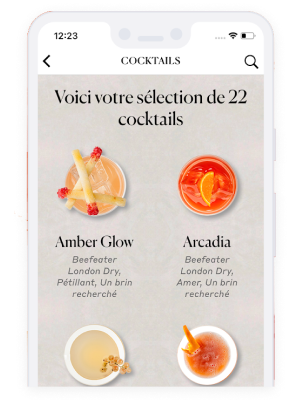 12:23
COCKTAILS
Voici votre sélection de 22
cocktails
Amber Glow
Arcadia
Beefeater
London Dry,
Pétillant, Un brin
recherché
Beefeater
London Dry,
Amer, Un brin
recherché